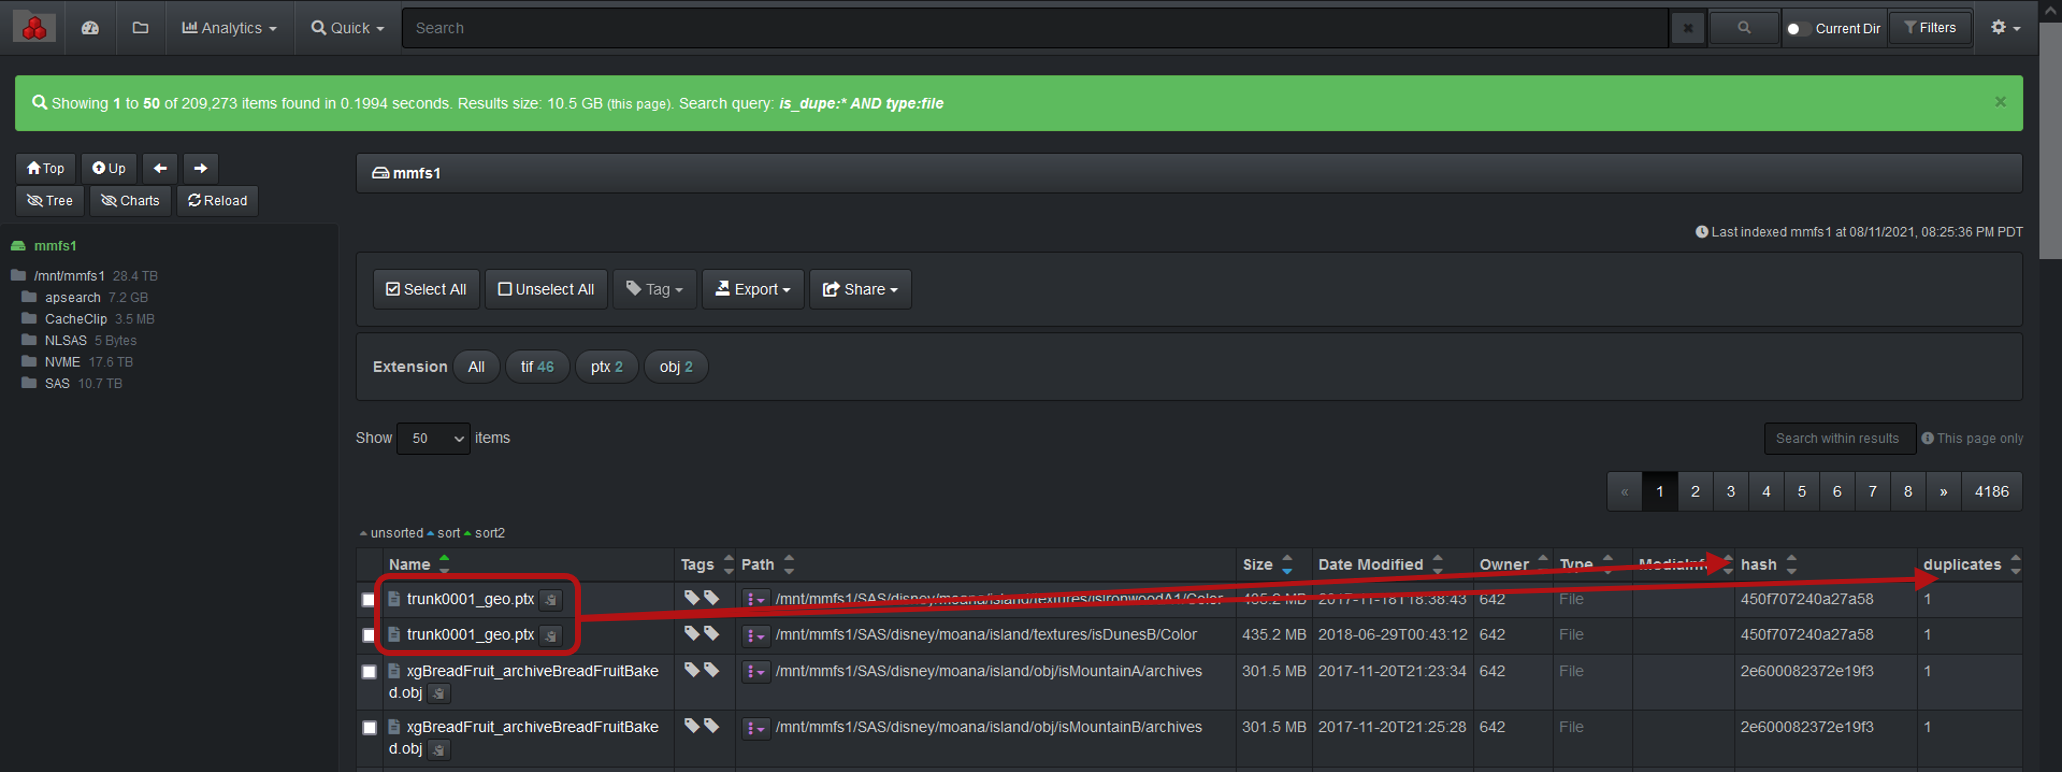 Analytics Quick Search Current Dir Filters
Showing 1 to 50 of 209,273 items found in 0.1994 seconds. Results size: 10.5 GB (this page). Search query: is_dupe:* AND type:file ×
Top Up
Tree Charts Reload
mmfs1
Last indexed mmfs1 at 08/11/2021, 08:25:36 PM PDT
mmfs1
/mnt/mmfs1 28.4 TB
apsearch 7.2 GB
CacheClip 3.5 MB
NLSAS 5 Bytes
NVME 17.6 TB
SAS 10.7 TB
Select All Unselect All Tag Export Share
Extension All tif 46 ptx 2 obj 2
Show 50 items
Search within results This page only
« 1 2 3 4 5 6 7 8 » 4186
unsorted sort sort2
Name Tags Path Size Date Modified Owner Type MediaInfo hash duplicates
trunk0001_geo.ptx /mnt/mmfs1/SAS/disney/moana/island/textures/isIronwoodA1/Color 435.2 MB 2017-11-18T18:38:43 642 File 450f707240a27a58 1
trunk0001_geo.ptx /mnt/mmfs1/SAS/disney/moana/island/textures/isDunesB/Color 435.2 MB 2018-06-29T00:43:12 642 File 450f707240a27a58 1
xgBreadFruit_archiveBreadFruitBake /mnt/mmfs1/SAS/disney/moana/island/obj/isMountainA/archives 301.5 MB 2017-11-20T21:23:34 642 File 2e600082372e19f3 1
d.obj
xgBreadFruit_archiveBreadFruitBake /mnt/mmfs1/SAS/disney/moana/island/obj/isMountainB/archives 301.5 MB 2017-11-20T21:25:28 642 File 2e600082372e19f3 1
d.obj